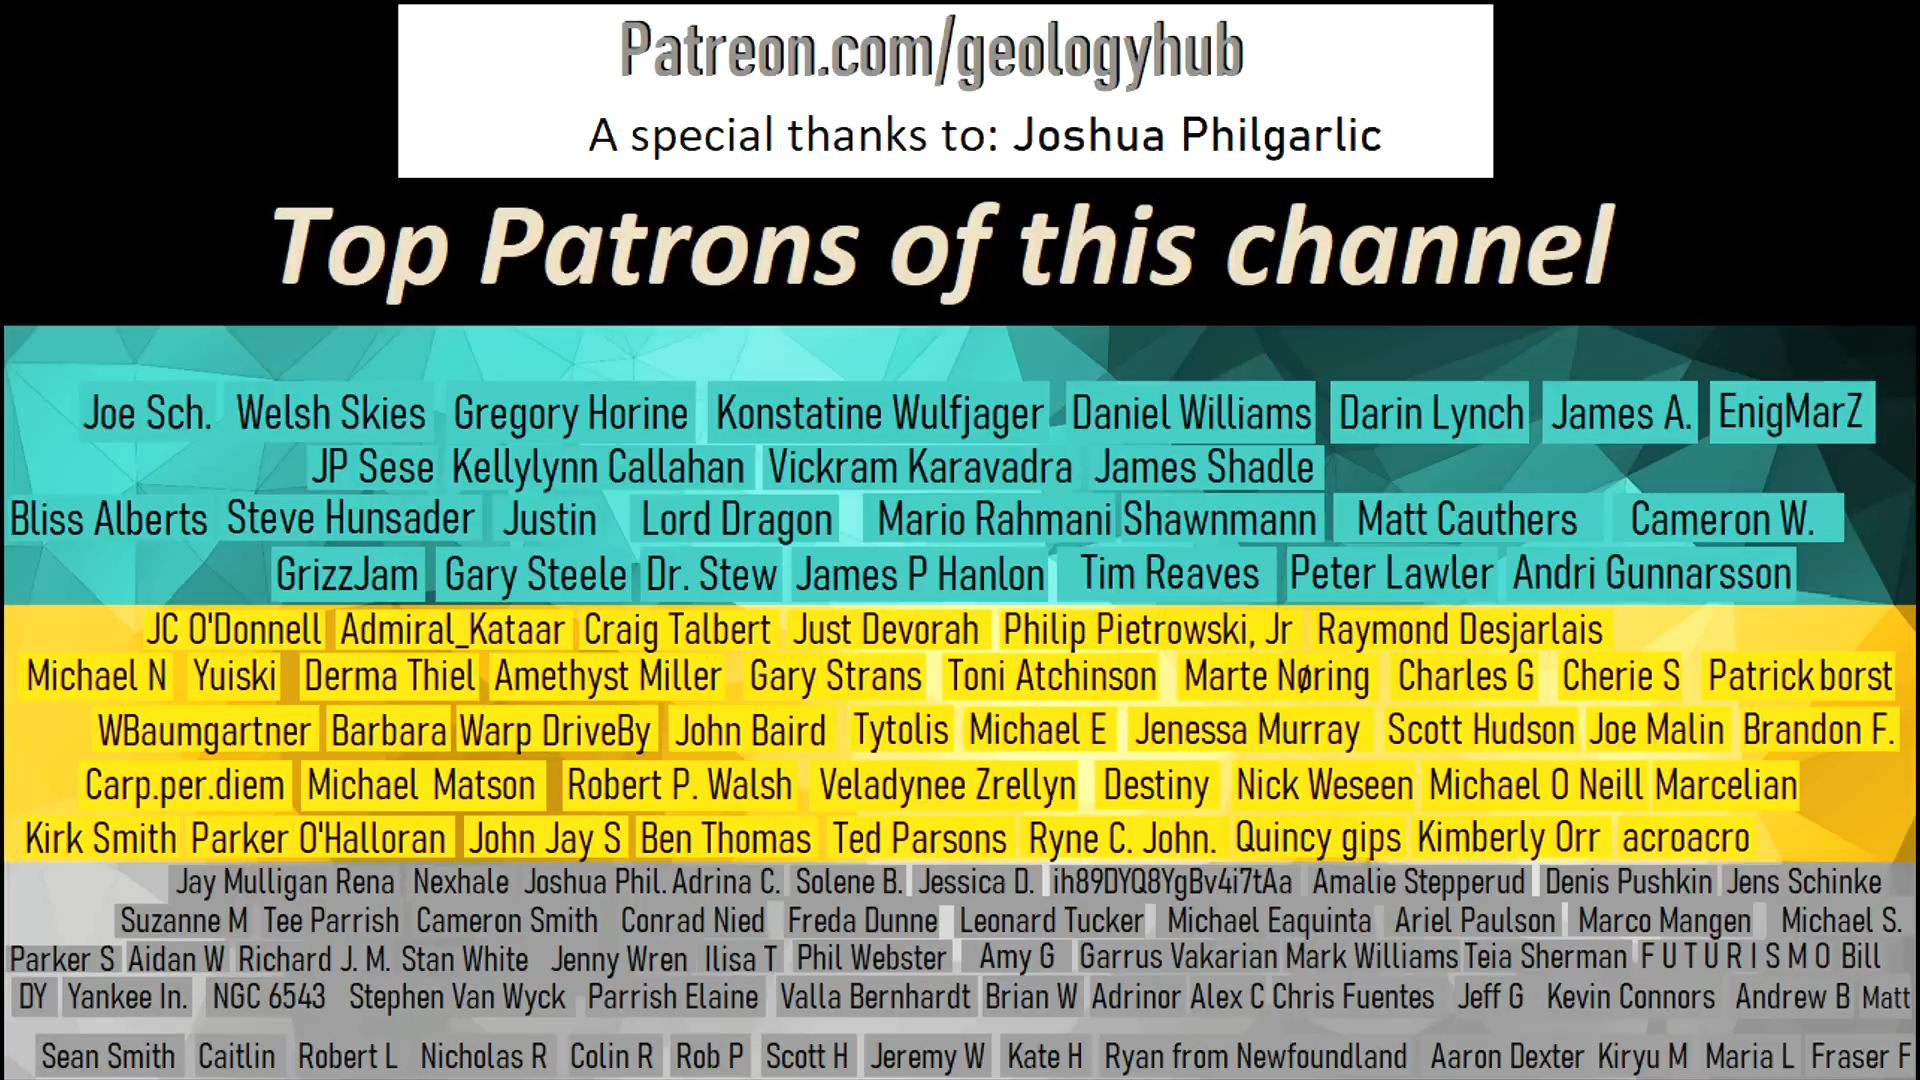 Patreon.com/geologyhub
A special thanks to: Joshua Philgarlic
Top Patrons of this channel
Joe Sch. Welsh Skies Gregory Horine Konstatine Wulfjager Daniel Williams Darin Lynch James A. EnigMarZ
JP Sese Kellylynn Callahan Vickram Karavadra James Shadle
Bliss Alberts Steve Hunsader Justin Lord Dragon Mario Rahmani Shawnmann Matt Cauthers Cameron W.
GrizzJam Gary Steele Dr. Stew James P Hanlon Tim Reaves Peter Lawler Andri Gunnarsson
JC O'Donnell Admiral_Kataar Craig Talbert Just Devorah Philip Pietrowski, Jr Raymond Desjarlais
Michael N Yuiski Derma Thiel Amethyst Miller Gary Strans Toni Atchinson Marte Nøring Charles G Cherie S Patrick borst
WBaumgartner Barbara Warp DriveBy John Baird Tytolis Michael E Jenessa Murray Scott Hudson Joe Malin Brandon F.
Carp.per.diem Michael Matson Robert P. Walsh Veladynee Zrellyn Destiny Nick Weseen Michael O Neill Marcelian
Kirk Smith Parker O'Halloran John Jay S Ben Thomas Ted Parsons Ryne C. John. Quincy gips Kimberly Orr acroacro
Jay Mulligan Rena Nexhale Joshua Phil. Adrina C. Solene B. Jessica D. ih89DYQ8YgBv4i7tAa Amalie Stepperud Denis Pushkin Jens Schinke
Suzanne M Tee Parrish Cameron Smith Conrad Nied Freda Dunne Leonard Tucker Michael Eaquinta Ariel Paulson Marco Mangen Michael S.
Parker S Aidan W Richard J. M. Stan White Jenny Wren Ilisa T Phil Webster Amy G Garrus Vakarian Mark Williams Teia Sherman F U T U R I S M O Bill
DY Yankee In. NGC 6543 Stephen Van Wyck Parrish Elaine Valla Bernhardt Brian W Adrinor Alex C Chris Fuentes Jeff G Kevin Connors Andrew B Matt
Sean Smith Caitlin Robert L Nicholas R Colin R Rob P Scott H Jeremy W Kate H Ryan from Newfoundland Aaron Dexter Kiryu M Maria L Fraser F